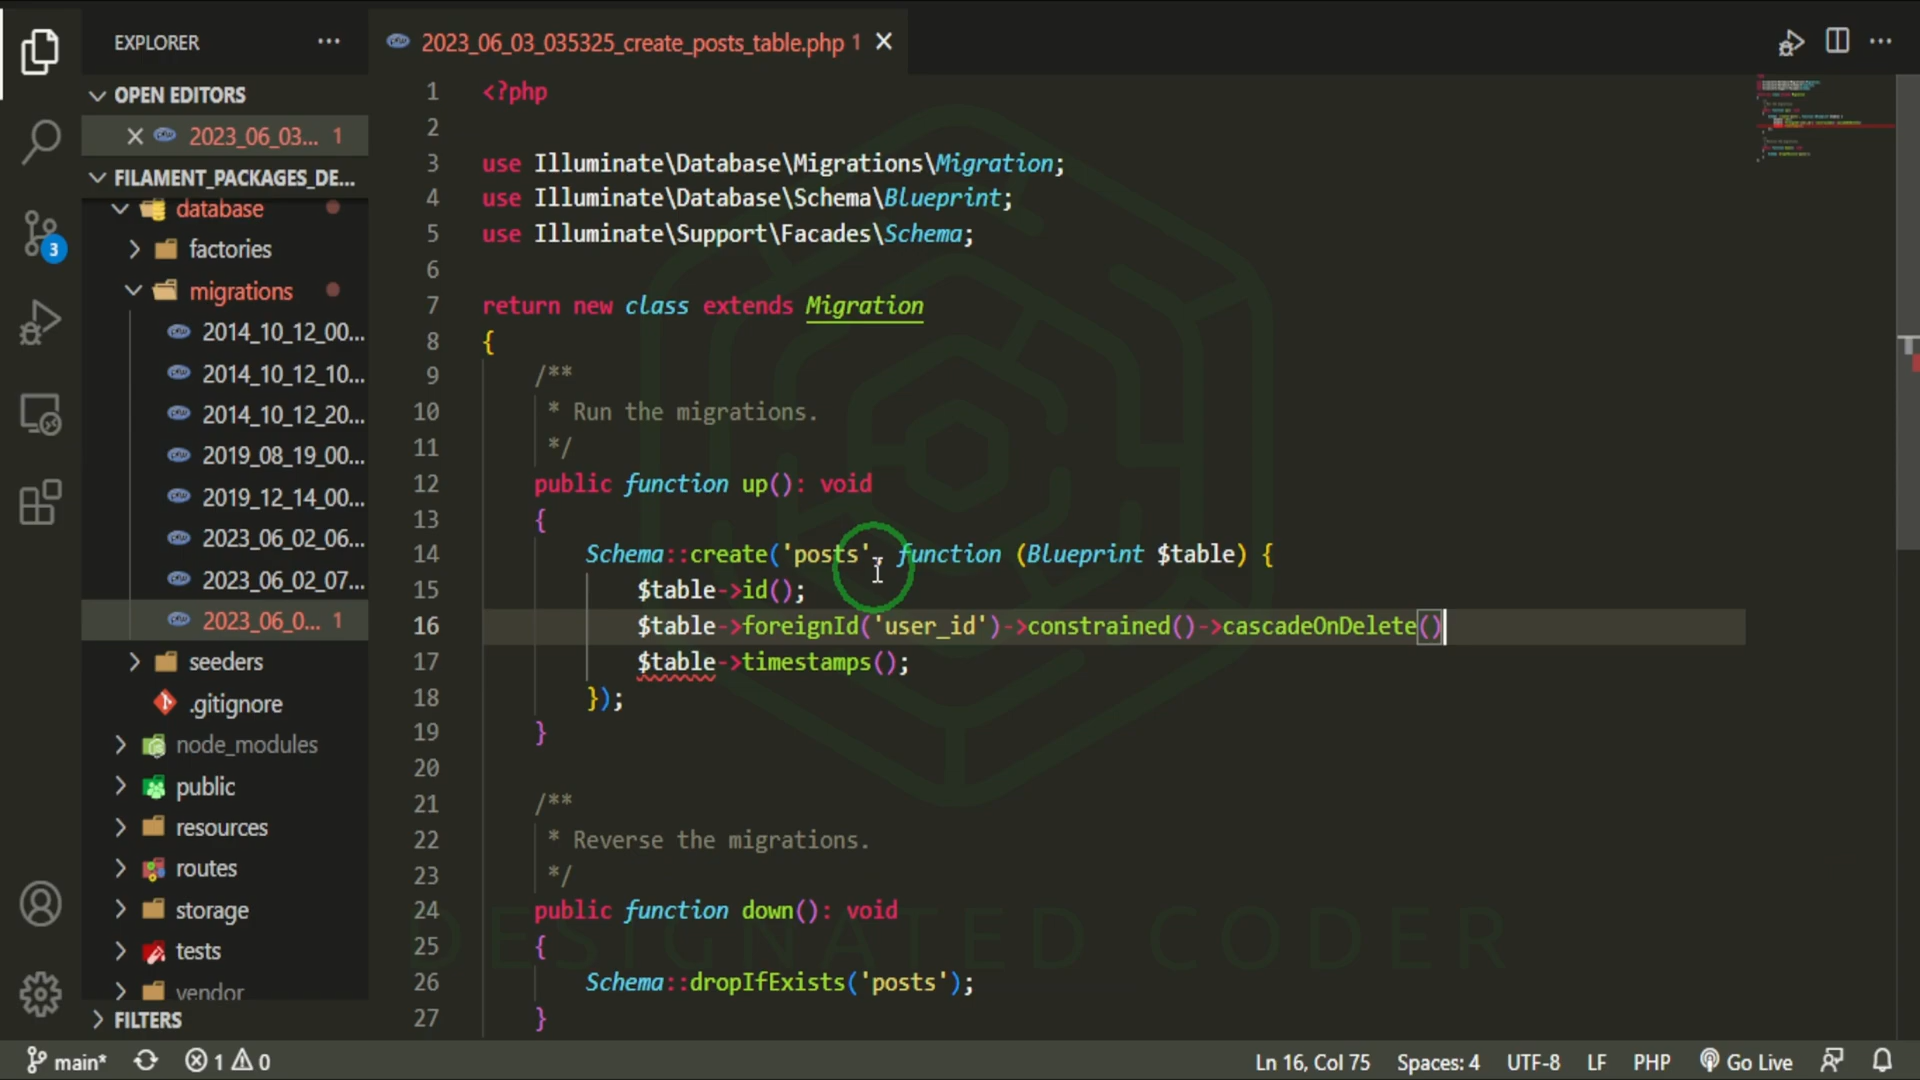 EXPLORER
2023_06_03_035325_create_posts_table.php 1
OPEN EDITORS
2023_06_03... 1
FILAMENT_PACKAGES_DE...
database
factories
migrations
2014_10_12_00...
2014_10_12_10...
2014_10_12_20...
2019_08_19_00...
2019_12_14_00...
2023_06_02_06...
2023_06_02_07...
2023_06_0... 1
seeders
.gitignore
node_modules
public
resources
routes
storage
tests
vendor
FILTERS
3
1 <?php
2
3 use Illuminate\Database\Migrations\Migration;
4 use Illuminate\Database\Schema\Blueprint;
5 use Illuminate\Support\Facades\Schema;
6
7 return new class extends Migration
8 {
9 /**
10 * Run the migrations.
11 */
12 public function up(): void
13 {
14 Schema::create('posts', function (Blueprint $table) {
15 $table->id();
16 $table->foreignId('user_id')->constrained()->cascadeOnDelete()
17 $table->timestamps();
18 });
19 }
20
21 /**
22 * Reverse the migrations.
23 */
24 public function down(): void
25 {
26 Schema::dropIfExists('posts');
27 }
DESIGNATED CODER
main* 1 0 Ln 16, Col 75 Spaces: 4 UTF-8 LF PHP Go Live